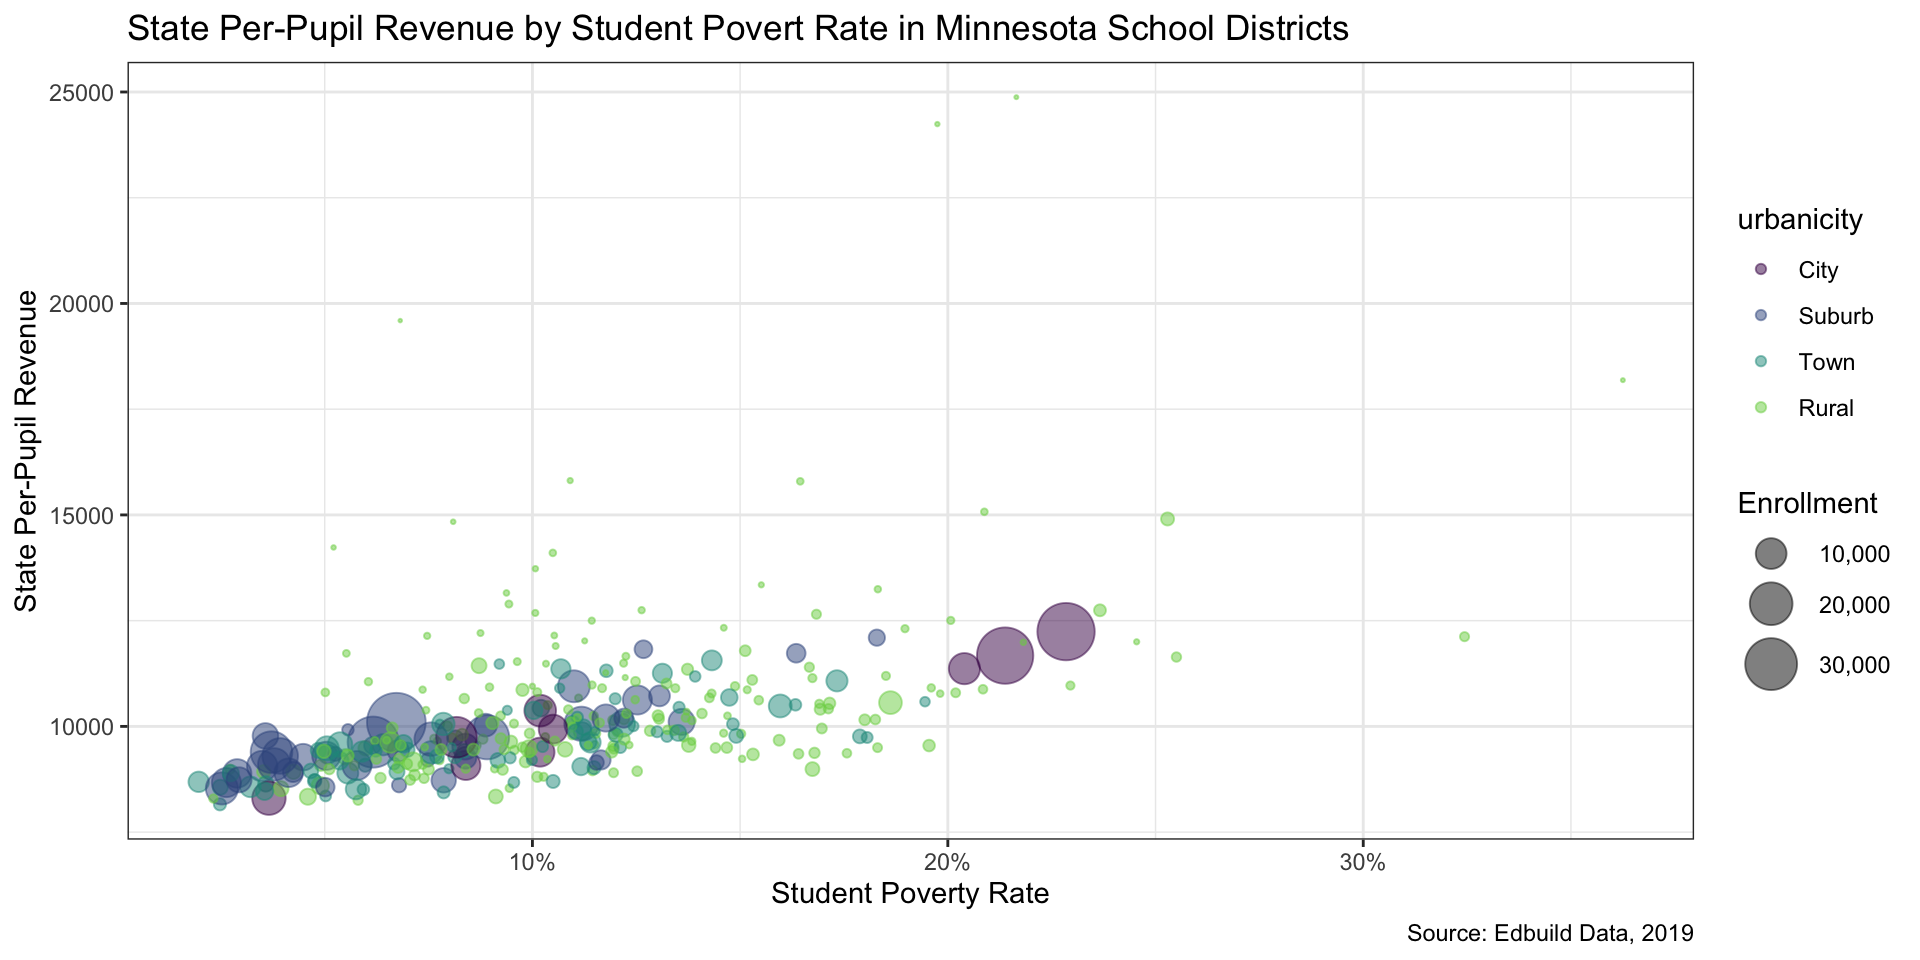 State Per-Pupil Revenue by Student Povert Rate in Minnesota School Districts
State Per-Pupil Revenue
25000
20000
15000
10000
10%
20%
30%
Student Poverty Rate
urbanicity
City
Suburb
Town
Rural
Enrollment
10,000
20,000
30,000
Source: Edbuild Data, 2019